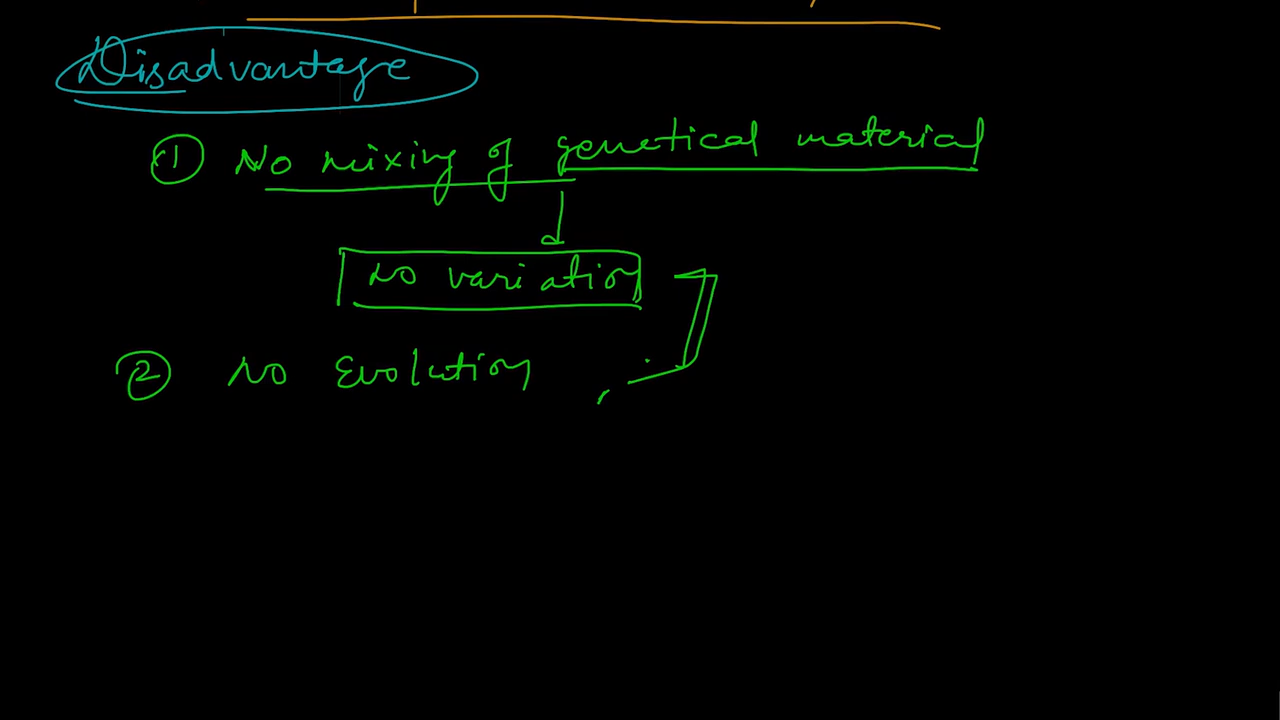 Disadvantage
① No mixing of genetical material
No variation
② No Evolution